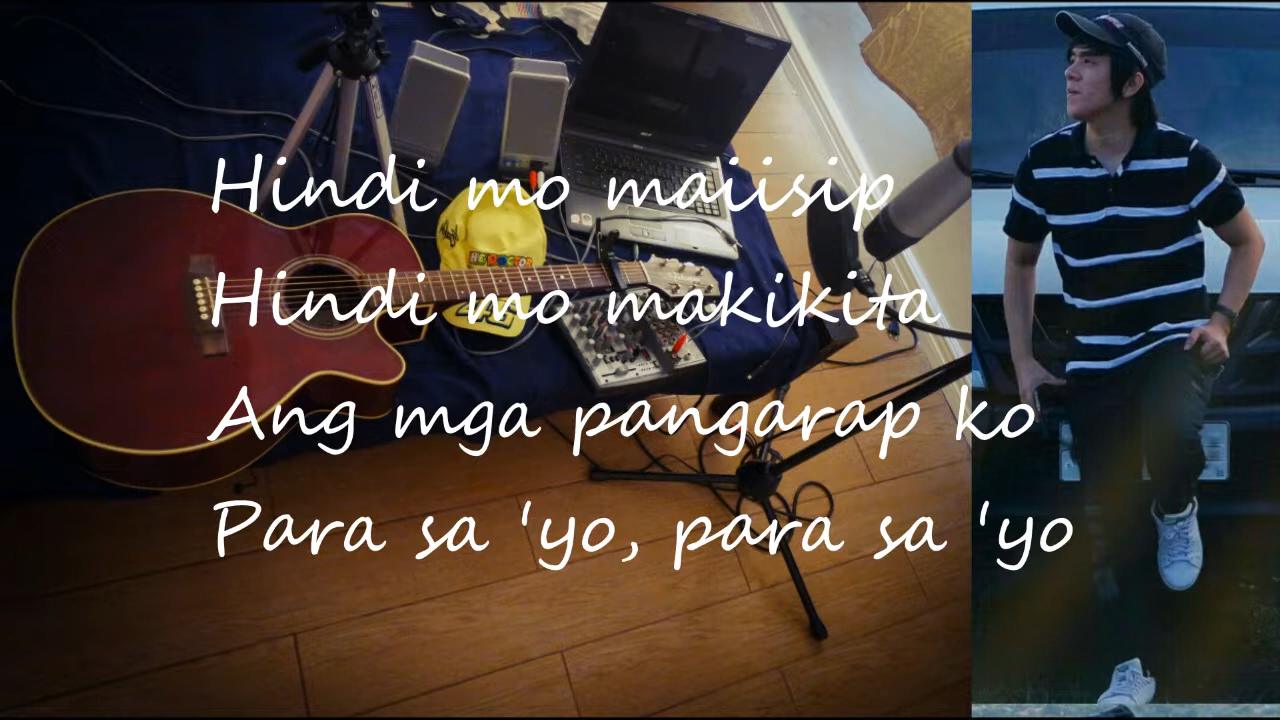 Hindi mo maiisip
Hindi mo makikita
Ang mga pangarap ko
Para sa 'yo, para sa 'yo